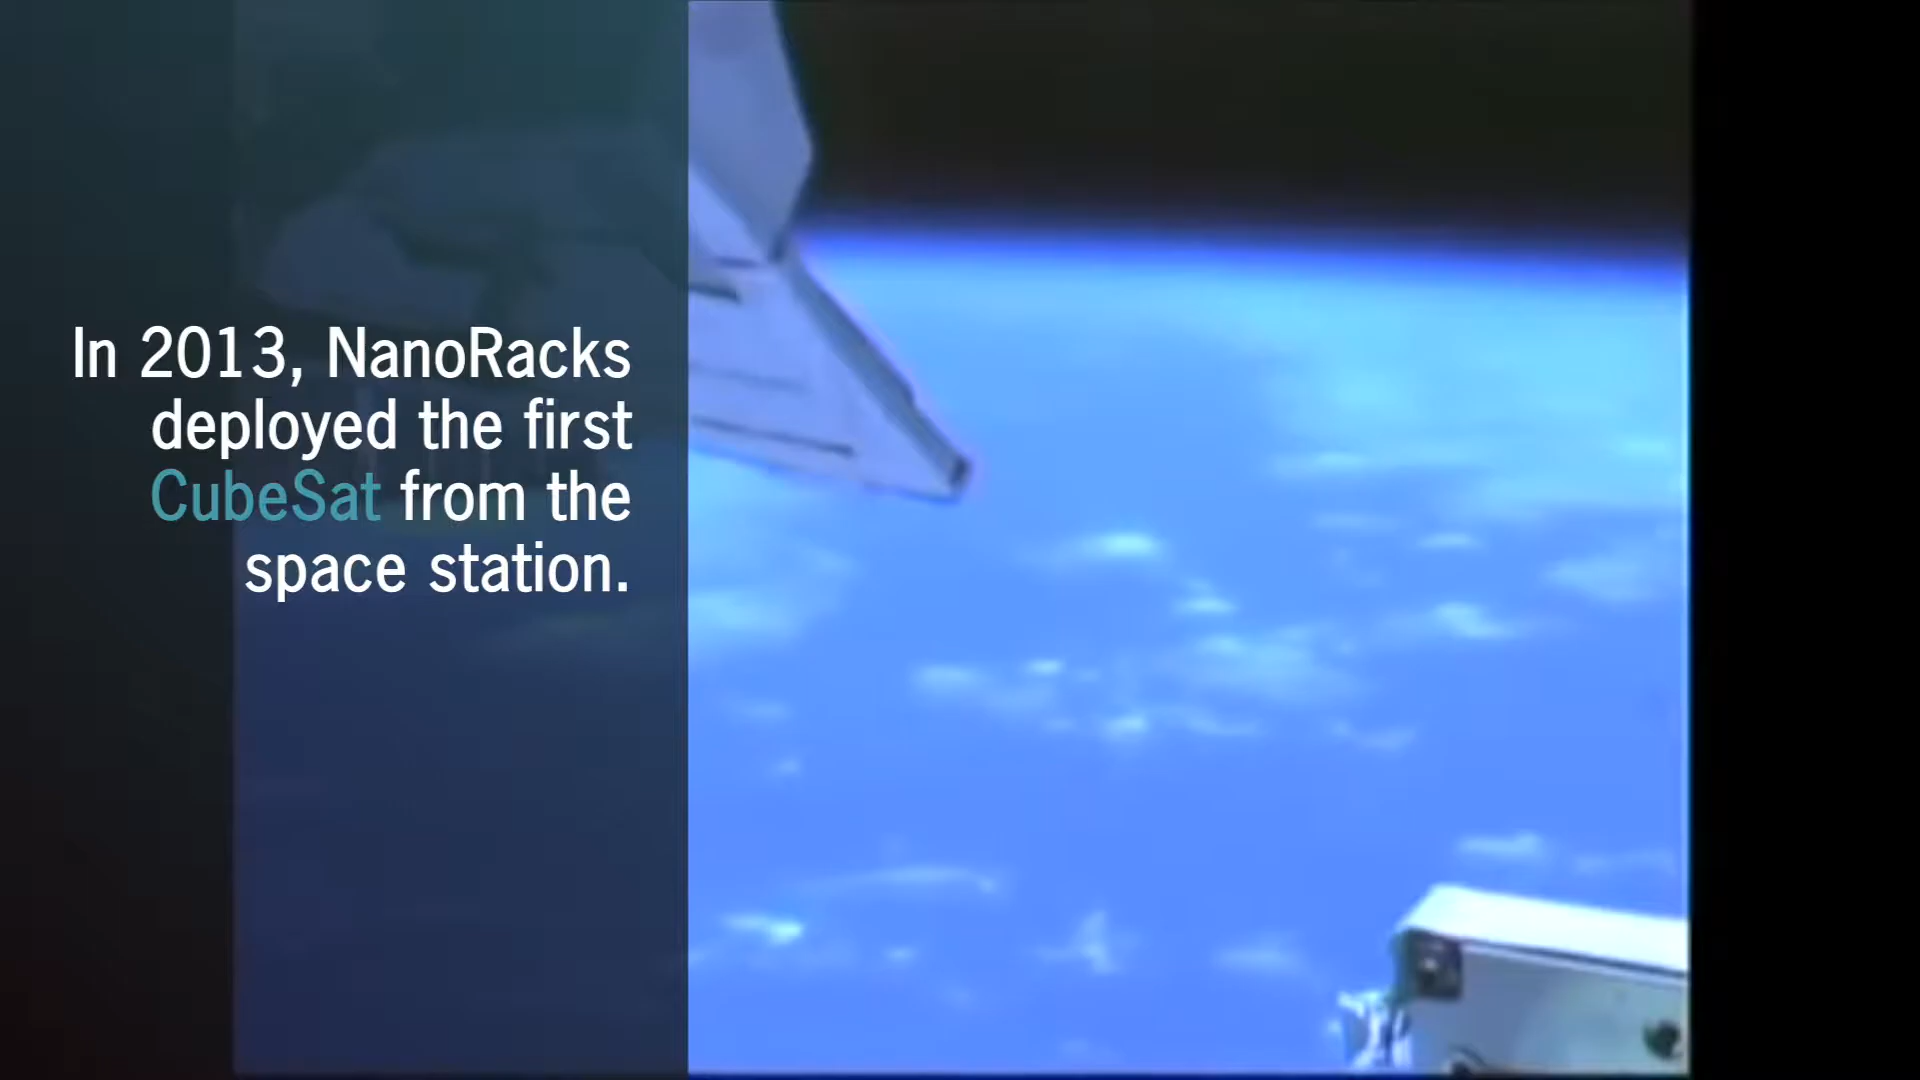 In 2013, NanoRacks
deployed the first
CubeSat from the
space station.